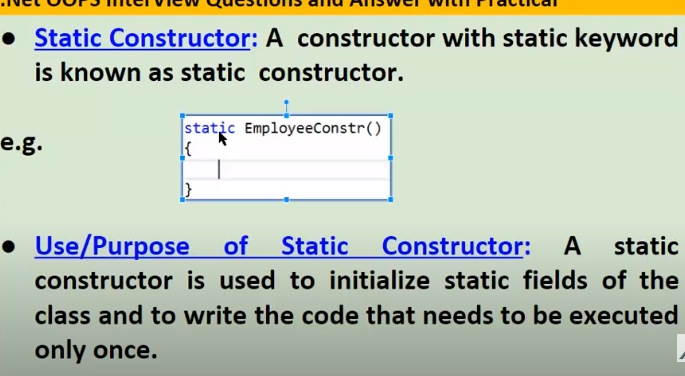 .Net OOPS Interview Questions and Answer with Practical
● Static Constructor: A constructor with static keyword
is known as static constructor.
e.g.
static EmployeeConstr()
{
}
● Use/Purpose of Static Constructor: A static
constructor is used to initialize static fields of the
class and to write the code that needs to be executed
only once.